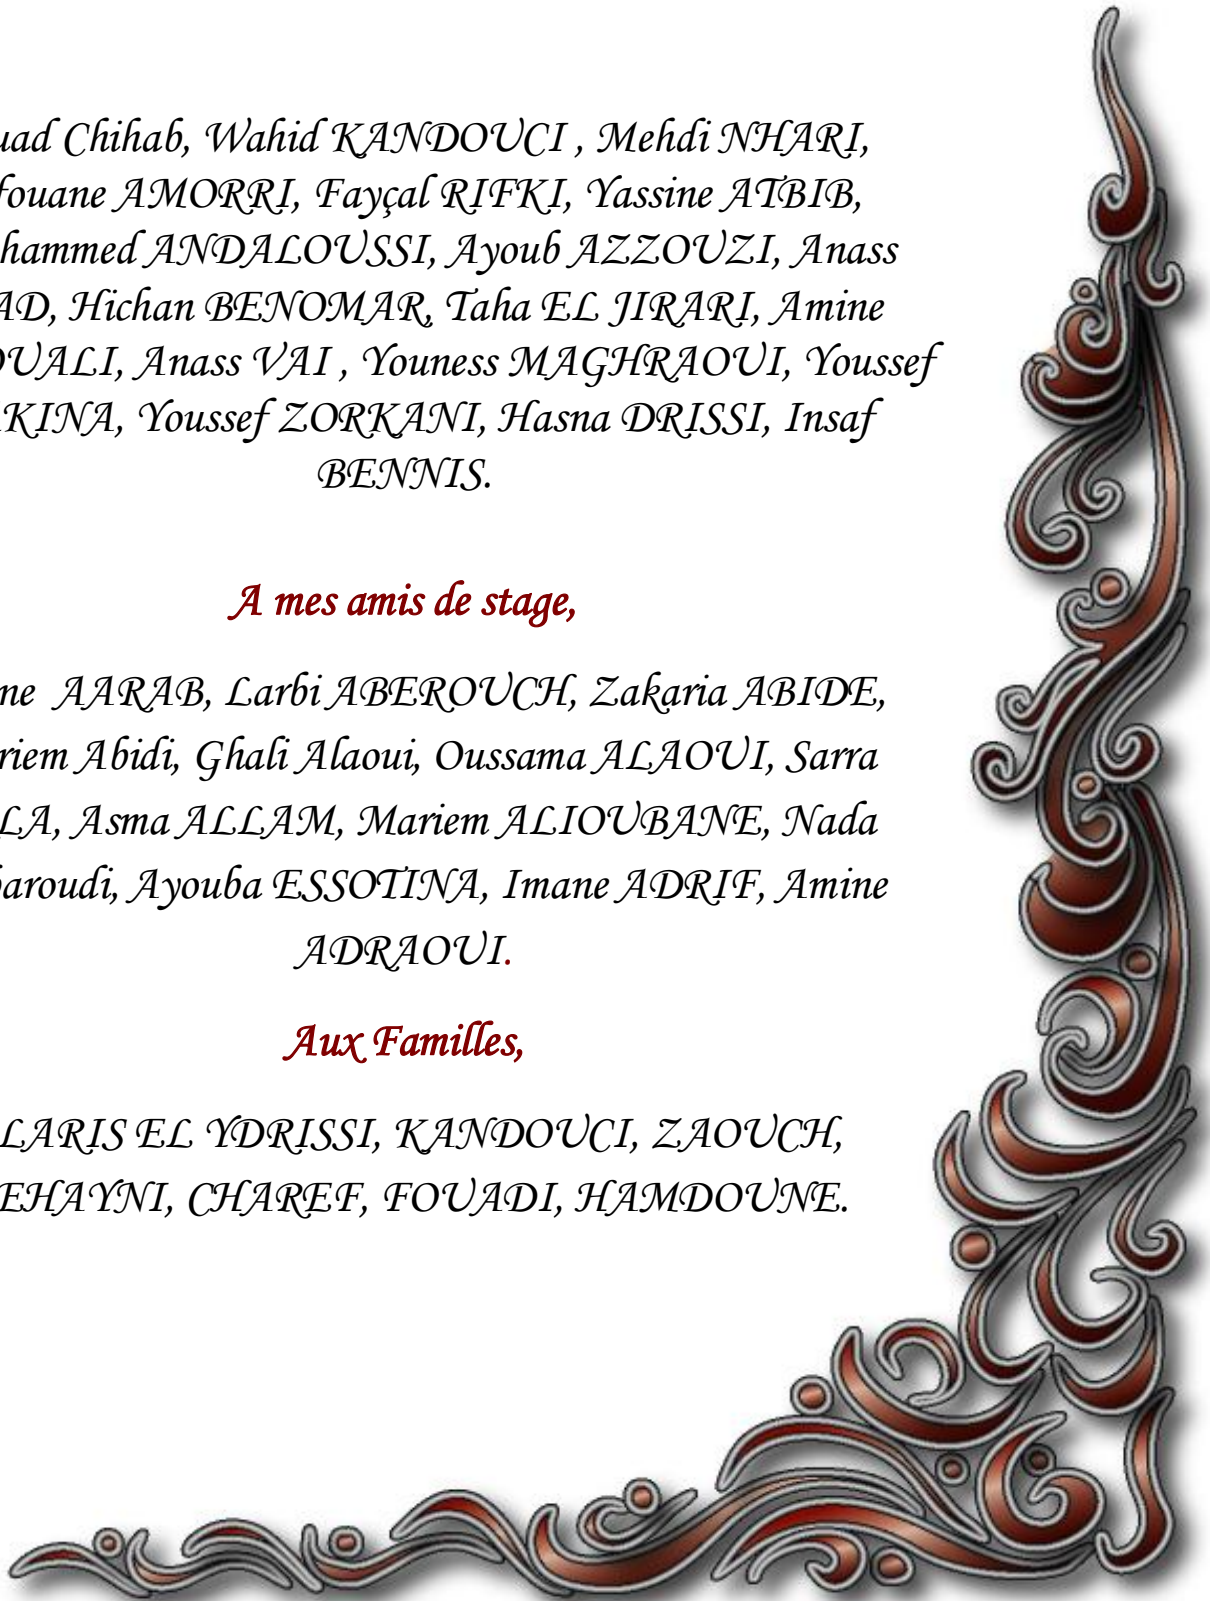 uad Chihab, Wahid KANDOUCI , Mehdi NHARI,
fouane AMORRI, Fayçal RIFKI, Yassine ATBIB,
hammed ANDALOUSSI, Ayoub AZZOUZI, Anass
AD, Hichan BENOMAR, Taha EL JIRARI, Amine
OUALI, Anass VAI , Youness MAGHRAOUI, Youssef
KINA, Youssef ZORKANI, Hasna DRISSI, Insaf
BENNIS.
A mes amis de stage,
ne AARAB, Larbi ABEROUCH, Zakaria ABIDE,
riem Abidi, Ghali Alaoui, Oussama ALAOUI, Sarra
LA, Asma ALLAM, Mariem ALIOUBANE, Nada
baroudi, Ayouba ESSOTINA, Imane ADRIF, Amine
ADRAOUI.
Aux Familles,
LARIS EL YDRISSI, KANDOUCI, ZAOUCH,
EHAYNI, CHAREF, FOUADI, HAMDOUNE.